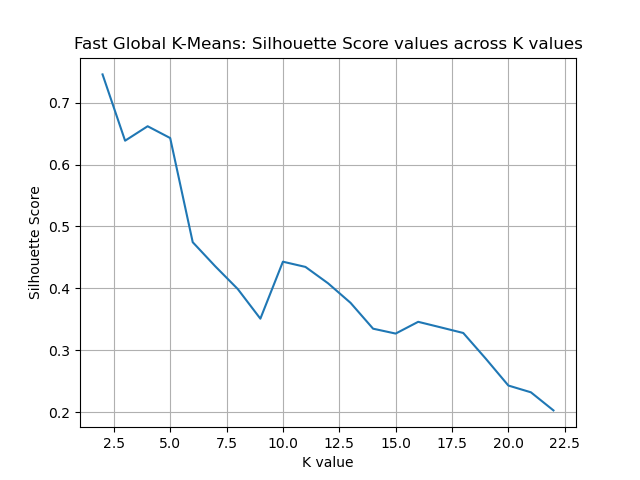 Fast Global K-Means: Silhouette Score values across K values
Silhouette Score
0.7
0.6
0.5
0.4
0.3
0.2
2.5 5.0 7.5 10.0 12.5 15.0 17.5 20.0 22.5
K value